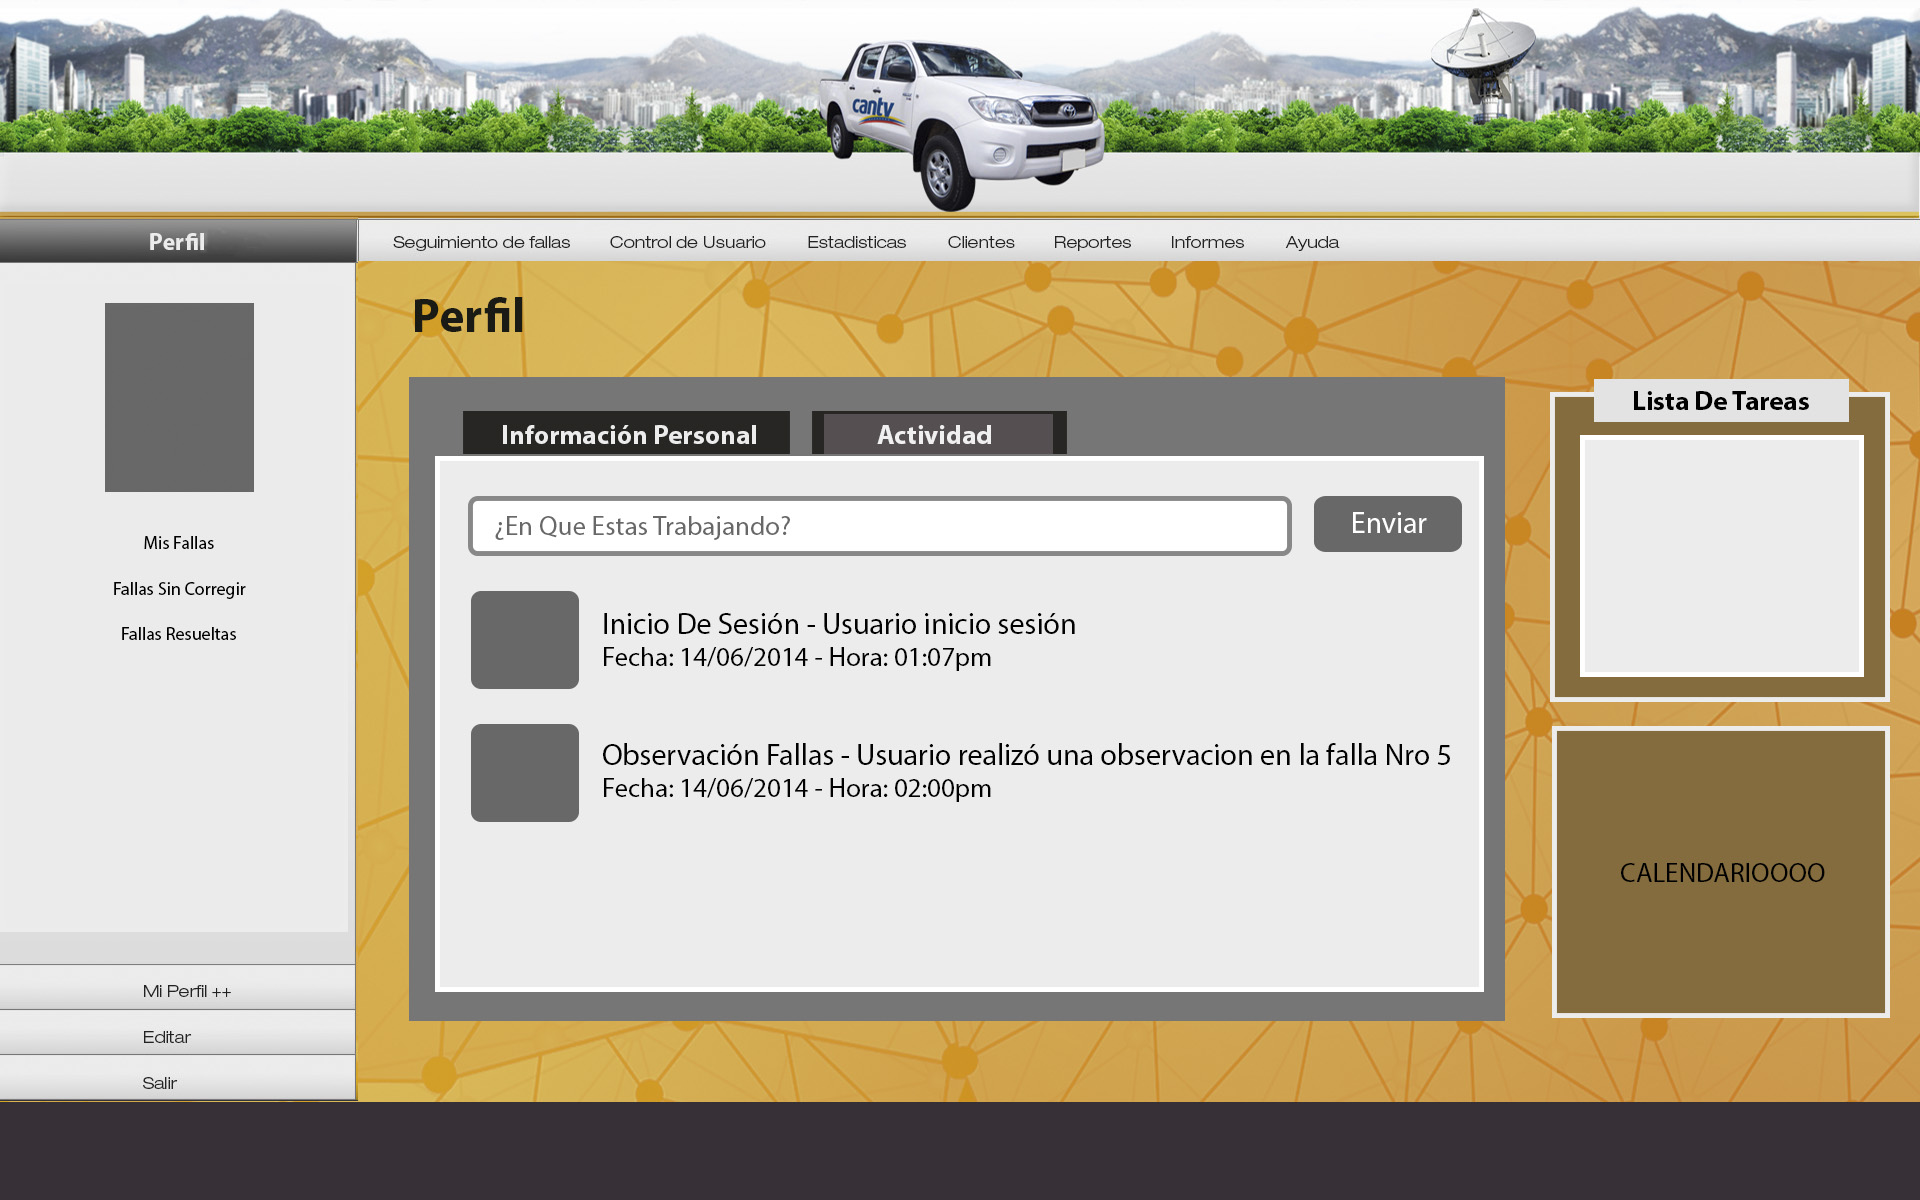 cantv
Perfil
Seguimiento de fallas
Control de Usuario
Estadisticas
Clientes
Reportes
Informes
Ayuda
Mis Fallas
Fallas Sin Corregir
Fallas Resueltas
Mi Perfil ++
Editar
Salir
Perfil
Información Personal
Actividad
¿En Que Estas Trabajando?
Enviar
Inicio De Sesión - Usuario inicio sesión
Fecha: 14/06/2014 - Hora: 01:07pm
Observación Fallas - Usuario realizó una observacion en la falla Nro 5
Fecha: 14/06/2014 - Hora: 02:00pm
Lista De Tareas
CALENDARIOOOO